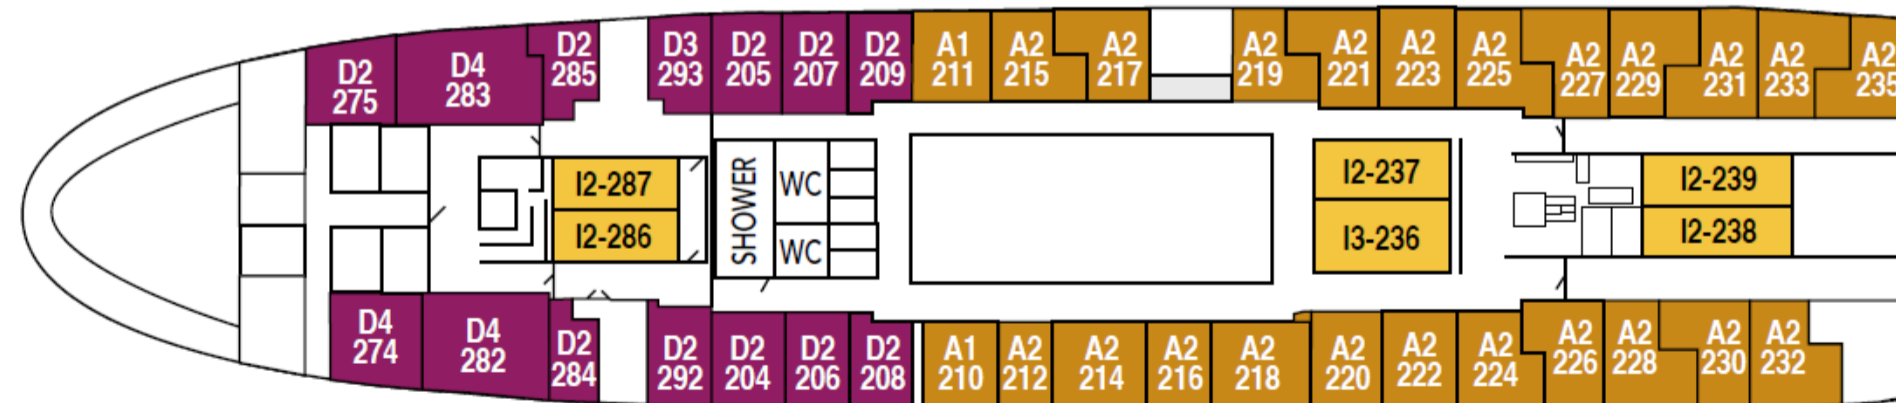 D2
275
D4
283
D2
285
D3
293
D2
205
D2
207
D2
209
A1
211
A2
215
A2
217
A2
219
A2
221
A2
223
A2
225
A2
227
A2
229
A2
231
A2
233
A2
235
I2-287
I2-286
SHOWER
WC
WC
I2-237
I3-236
I2-239
I2-238
D4
274
D4
282
D2
284
D2
292
D2
204
D2
206
D2
208
A1
210
A2
212
A2
214
A2
216
A2
218
A2
220
A2
222
A2
224
A2
226
A2
228
A2
230
A2
232